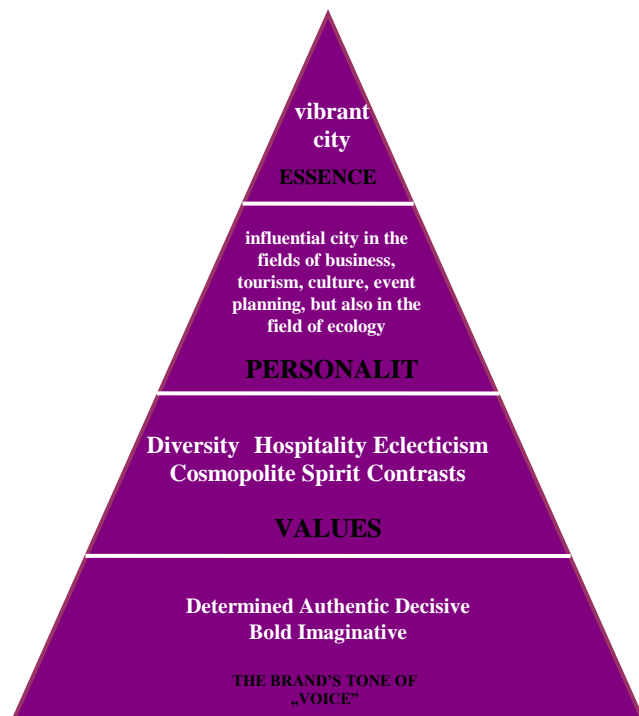 vibrant
city
ESSENCE
influential city in the
fields of business,
tourism, culture, event
planning, but also in the
field of ecology
PERSONALIT
Diversity  Hospitality Eclecticism
Cosmopolite Spirit Contrasts
VALUES
Determined Authentic Decisive
Bold Imaginative
THE BRAND'S TONE OF
„VOICE”